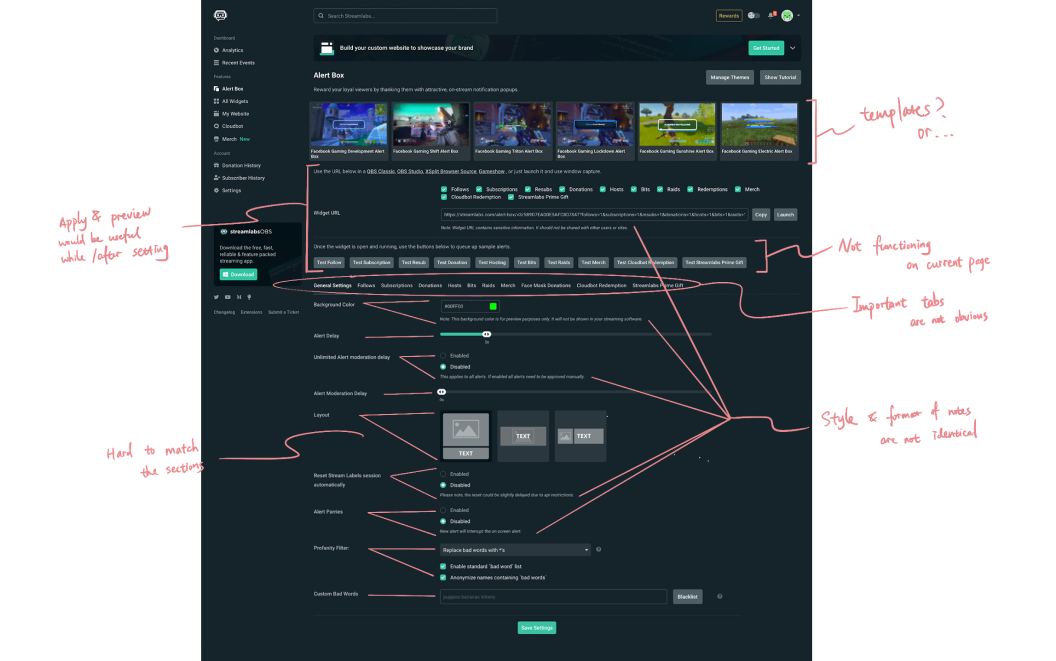 Search Streamlabs...
Rewards
Build your custom website to showcase your brand
Get Started
Dashboard
Analytics
Recent Events
Features
Alert Box
All Widgets
My Website
Cloudbot
Merch New
Account
Donation History
Subscriber History
Settings
streamlabsOBS
Download the free, fast,
reliable & feature packed
streaming app.
Download
Changelog Extensions Submit a Ticket
Alert Box
Manage Themes
Show Tutorial
Reward your loyal viewers by thanking them with attractive, on-stream notification popups.
Facebook Gaming Development Alert Box
Facebook Gaming Shift Alert Box
Facebook Gaming Triton Alert Box
Facebook Gaming Lockdown Alert Box
Facebook Gaming Sunshine Alert Box
Facebook Gaming Electric Alert Box
Use the URL below in a OBS Classic, OBS Studio, XSplit Browser Source, Gameshow , or just launch it and use window capture.
Follows Subscriptions Resubs Donations Hosts Bits Raids Redemptions Merch
Cloudbot Redemption Streamlabs Prime Gift
Widget URL
Copy
Launch
Note: Widget URL contains sensitive information. It should not be shared with other users or sites.
Once the widget is open and running, use the buttons below to queue up sample alerts.
Test Follow Test Subscription Test Resub Test Donation Test Hosting Test Bits Test Raids Test Merch Test Cloudbot Redemption Test Streamlabs Prime Gift
General Settings Follows Subscriptions Donations Hosts Bits Raids Merch Face Mask Donations Cloudbot Redemption Streamlabs Prime Gift
Background Color
#00FF00
Note: This background color is for preview purposes only. It will not be shown in your streaming software.
Alert Delay
0s
Unlimited Alert moderation delay
Enabled
Disabled
This applies to all alerts. If enabled all alerts need to be approved manually
Alert Moderation Delay
0s
Layout
TEXT
TEXT
TEXT
Reset Stream Labels session
automatically
Enabled
Disabled
Please note, the reset could be slightly delayed due to api restrictions.
Alert Parries
Enabled
Disabled
New alert will interrupt the on screen alert
Profanity Filter:
Replace bad words with *'s
Enable standard 'bad word' list
Anonymize names containing 'bad words'
Custom Bad Words
puppies bananas kittens
Blacklist
Save Settings
templates?
or...
Apply & preview
would be useful
while / after setting
Not functioning
on current page
Important tabs
are not obvious
Style & format of notes
are not identical
Hard to match
the sections